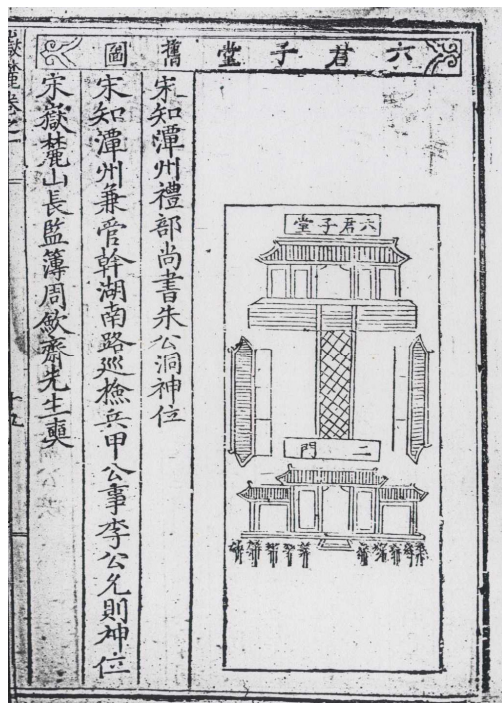 六君子堂舊圖
六君子堂
二門
宋知潭州禮部尚書朱公洞神位
宋知潭州兼管幹湖南路巡撿兵甲公事李公允則神位
宋嶽麓山長監簿周歛齋先生奭